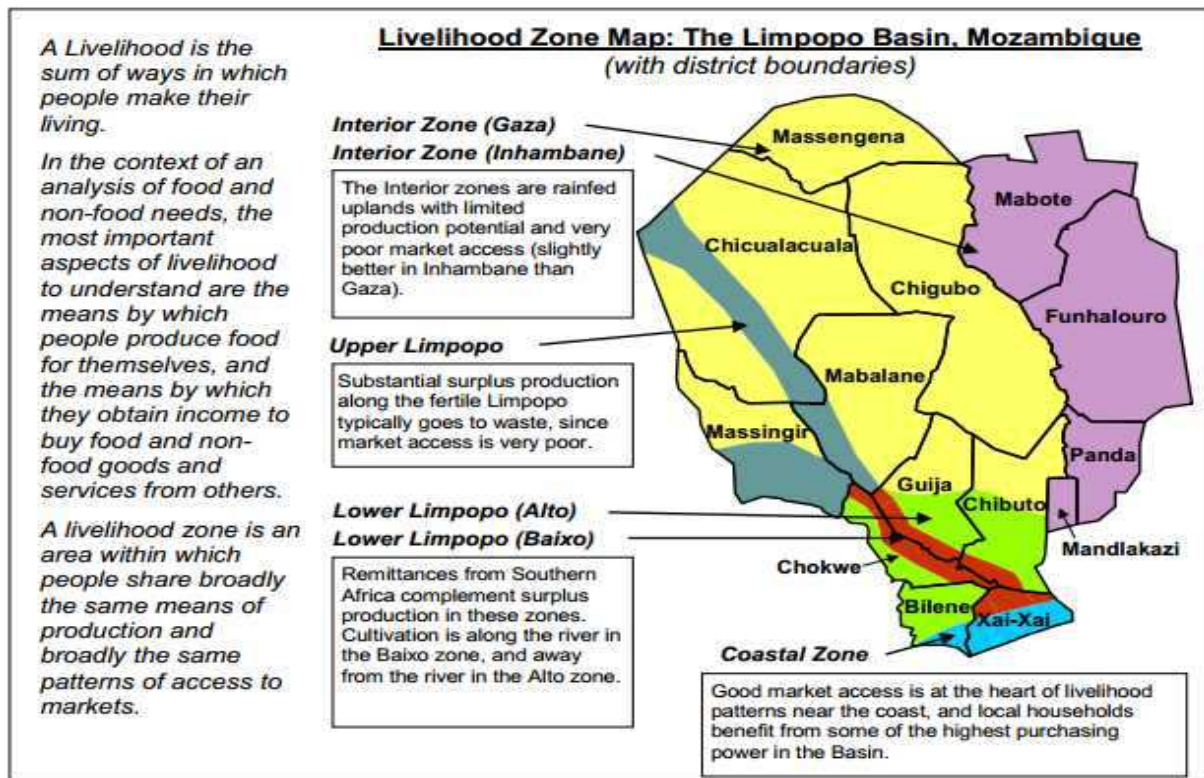 A Livelihood is the
sum of ways in which
people make their
living.
In the context of an
analysis of food and
non-food needs, the
most important
aspects of livelihood
to understand are the
means by which
people produce food
for themselves, and
the means by which
they obtain income to
buy food and non-
food goods and
services from others.
A livelihood zone is an
area within which
people share broadly
the same means of
production and
broadly the same
patterns of access to
markets.
Livelihood Zone Map: The Limpopo Basin, Mozambique
(with district boundaries)
Interior Zone (Gaza)
Interior Zone (Inhambane)
The Interior zones are rainfed
uplands with limited
production potential and very
poor market access (slightly
better in Inhambane than
Gaza).
Upper Limpopo
Substantial surplus production
along the fertile Limpopo
typically goes to waste, since
market access is very poor.
Lower Limpopo (Alto)
Lower Limpopo (Baixo)
Remittances from Southern
Africa complement surplus
production in these zones.
Cultivation is along the river in
the Baixo zone, and away
from the river in the Alto zone.
Massengena
Mabote
Chicualacuala
Chigubo
Funhalouro
Mabalane
Massingir
Panda
Guija
Chibuto
Mandlakazi
Chokwe
Bilene
Xai-Xai
Coastal Zone
Good market access is at the heart of livelihood
patterns near the coast, and local households
benefit from some of the highest purchasing
power in the Basin.